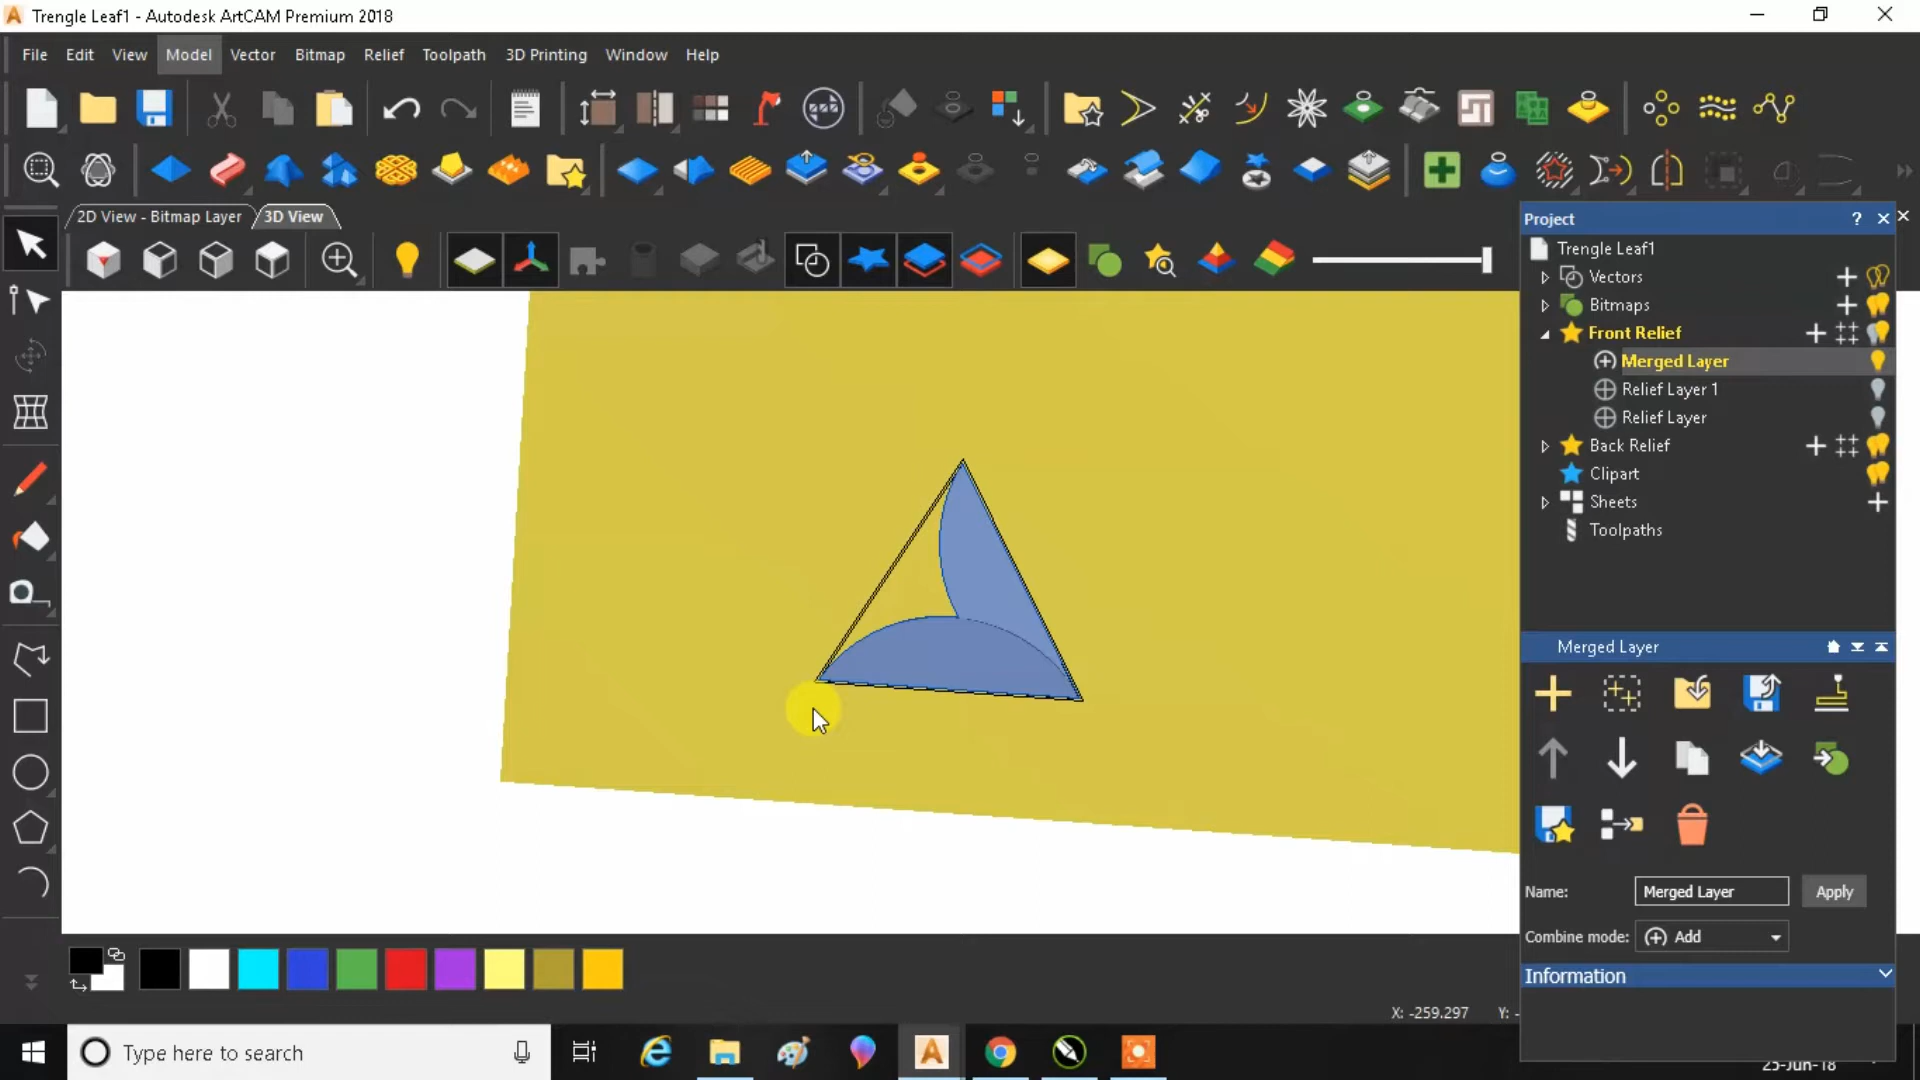 Trengle Leaf1 - Autodesk ArtCAM Premium 2018
File Edit View Model Vector Bitmap Relief Toolpath 3D Printing Window Help
2D View - Bitmap Layer 3D View
Project ?
Trengle Leaf1
Vectors
Bitmaps
Front Relief
Merged Layer
Relief Layer 1
Relief Layer
Back Relief
Clipart
Sheets
Toolpaths
Merged Layer
Name: Merged Layer Apply
Combine mode: Add
Information
X: -259.297 Y: -
Type here to search
25-Jun-18